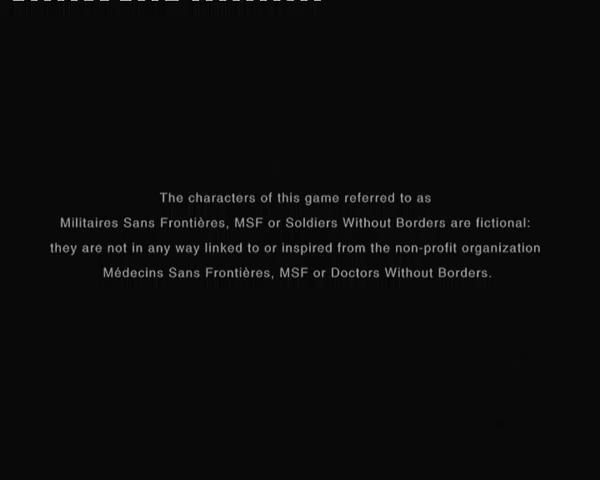 The characters of this game referred to as
Militaires Sans Frontières, MSF or Soldiers Without Borders are fictional:
they are not in any way linked to or inspired from the non-profit organization
Médecins Sans Frontières, MSF or Doctors Without Borders.